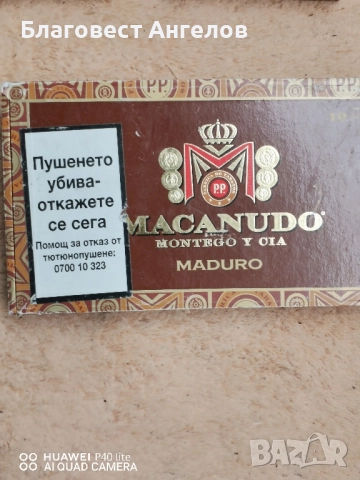 Благовест Ангелов
P.P.
Пушенето
убива-
откажете
се сега
Помощ за отказ от
тютюнопушене:
0700 10 323
P.P.
MACANUDO®
MONTEGO Y CIA
MADURO
HUAWEI P40 lite
AI QUAD CAMERA
BAZAR